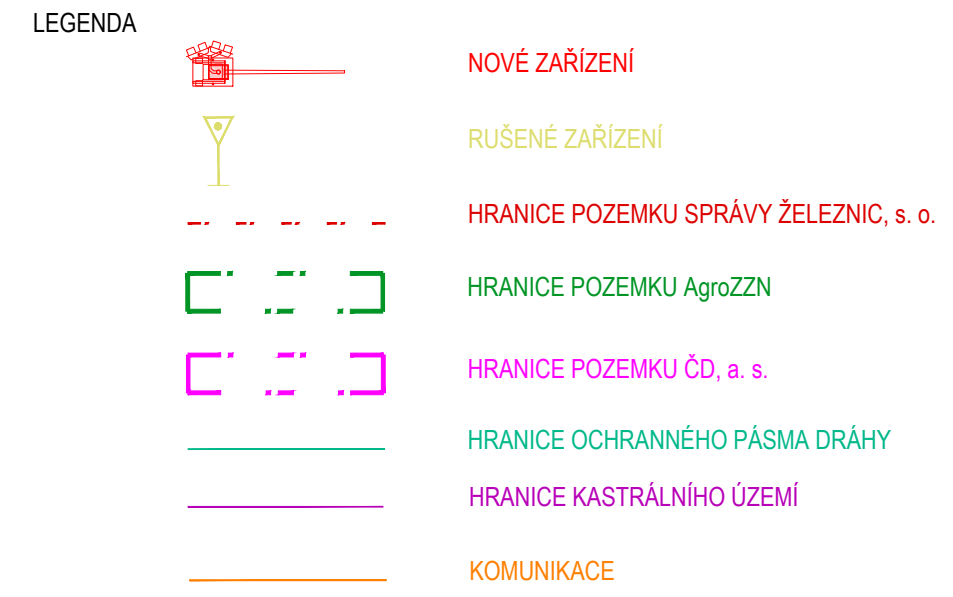 LEGENDA
NOVÉ ZAŘÍZENÍ
RUŠENÉ ZAŘÍZENÍ
HRANICE POZEMKU SPRÁVY ŽELEZNIC, s. o.
HRANICE POZEMKU AgroZZN
HRANICE POZEMKU ČD, a. s.
HRANICE OCHRANNÉHO PÁSMA DRÁHY
HRANICE KASTRÁLNÍHO ÚZEMÍ
KOMUNIKACE